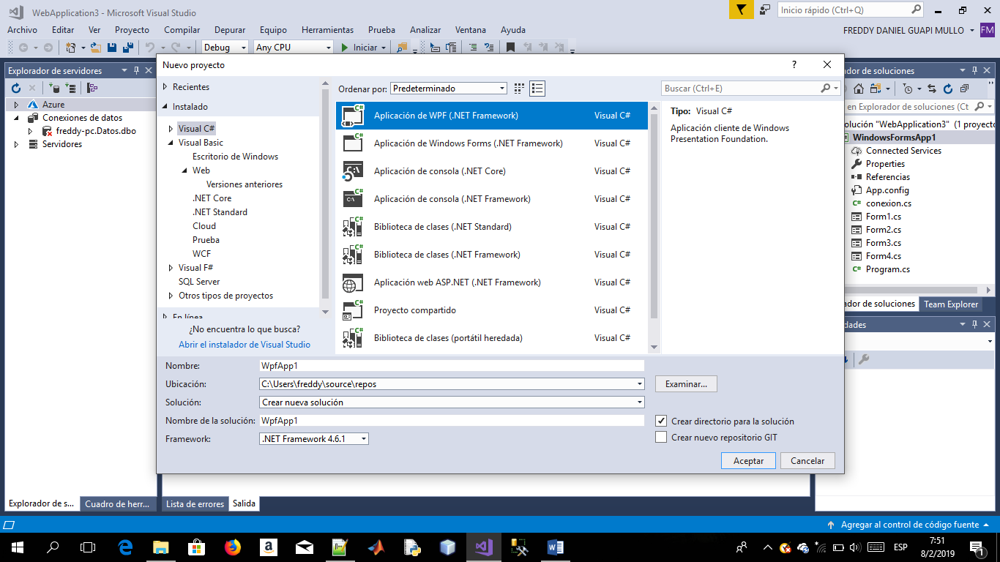 WebApplication3 - Microsoft Visual Studio
Inicio rápido (Ctrl+Q)
Archivo Editar Ver Proyecto Compilar Depurar Equipo Herramientas Prueba Analizar Ventana Ayuda
FREDDY DANIEL GUAPI MULLO FM
Debug Any CPU Iniciar
Explorador de servidores
Azure
Conexiones de datos
freddy-pc.Datos.dbo
Servidores
Nuevo proyecto
?
Recientes
Instalado
Visual C#
Visual Basic
Escritorio de Windows
Web
Versiones anteriores
.NET Core
.NET Standard
Cloud
Prueba
WCF
Visual F#
SQL Server
Otros tipos de proyectos
En línea
¿No encuentra lo que busca?
Abrir el instalador de Visual Studio
Ordenar por: Predeterminado
Buscar (Ctrl+E)
Aplicación de WPF (.NET Framework) Visual C#
Aplicación de Windows Forms (.NET Framework) Visual C#
Aplicación de consola (.NET Core) Visual C#
Aplicación de consola (.NET Framework) Visual C#
Biblioteca de clases (.NET Standard) Visual C#
Biblioteca de clases (.NET Framework) Visual C#
Aplicación web ASP.NET (.NET Framework) Visual C#
Proyecto compartido Visual C#
Biblioteca de clases (portátil heredada) Visual C#
Tipo: Visual C#
Aplicación cliente de Windows
Presentation Foundation.
Nombre: WpfApp1
Ubicación: C:\Users\freddy\source\repos
Examinar...
Solución: Crear nueva solución
Nombre de la solución: WpfApp1
Crear directorio para la solución
Framework: .NET Framework 4.6.1
Crear nuevo repositorio GIT
Aceptar Cancelar
ador de soluciones
en Explorador de soluciones (Ct
olución "WebApplication3" (1 proyecto
WindowsFormsApp1
Connected Services
Properties
Referencias
App.config
conexion.cs
Form1.cs
Form2.cs
Form3.cs
Form4.cs
Program.cs
ador de soluciones Team Explorer
dades
Explorador de s... Cuadro de herr...
Lista de errores Salida
Agregar al control de código fuente
ESP
7:51
8/2/2019
1